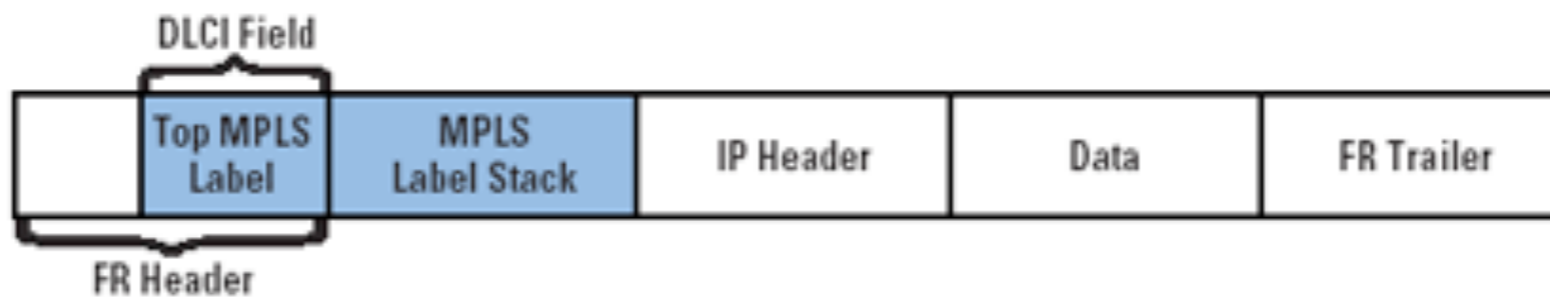 DLCI Field
Top MPLS
Label
MPLS
Label Stack
IP Header
Data
FR Trailer
FR Header